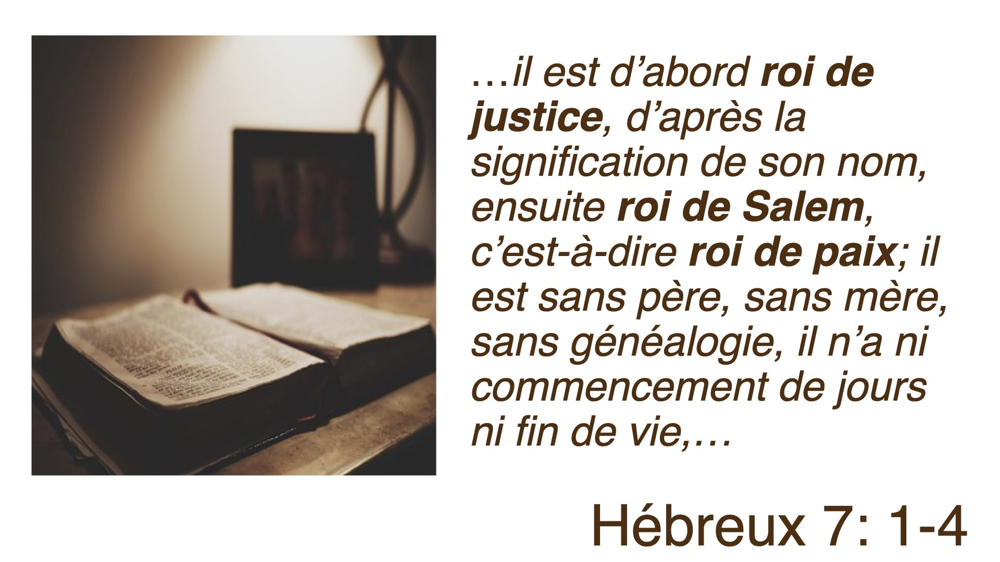 …il est d’abord roi de
justice, d’après la
signification de son nom,
ensuite roi de Salem,
c’est-à-dire roi de paix; il
est sans père, sans mère,
sans généalogie, il n’a ni
commencement de jours
ni fin de vie,…
Hébreux 7: 1-4